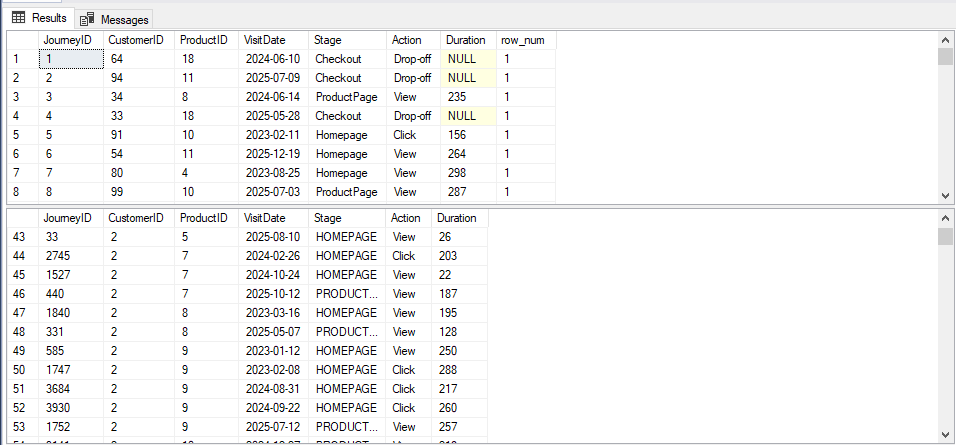 Results Messages
JourneyID CustomerID ProductID VisitDate Stage Action Duration row_num
1 1 64 18 2024-06-10 Checkout Drop-off NULL 1
2 2 94 11 2025-07-09 Checkout Drop-off NULL 1
3 3 34 8 2024-06-14 ProductPage View 235 1
4 4 33 18 2025-05-28 Checkout Drop-off NULL 1
5 5 91 10 2023-02-11 Homepage Click 156 1
6 6 54 11 2025-12-19 Homepage View 264 1
7 7 80 4 2023-08-25 Homepage View 298 1
8 8 99 10 2025-07-03 ProductPage View 287 1
JourneyID CustomerID ProductID VisitDate Stage Action Duration
43 33 2 5 2025-08-10 HOMEPAGE View 26
44 2745 2 7 2024-02-26 HOMEPAGE Click 203
45 1527 2 7 2024-10-24 HOMEPAGE View 22
46 440 2 7 2025-10-12 PRODUCT... View 187
47 1840 2 8 2023-03-16 HOMEPAGE View 195
48 331 2 8 2025-05-07 PRODUCT... View 128
49 585 2 9 2023-01-12 HOMEPAGE View 250
50 1747 2 9 2023-02-08 HOMEPAGE Click 288
51 3684 2 9 2024-08-31 HOMEPAGE Click 217
52 3930 2 9 2024-09-22 HOMEPAGE Click 260
53 1752 2 9 2025-07-12 PRODUCT... View 257